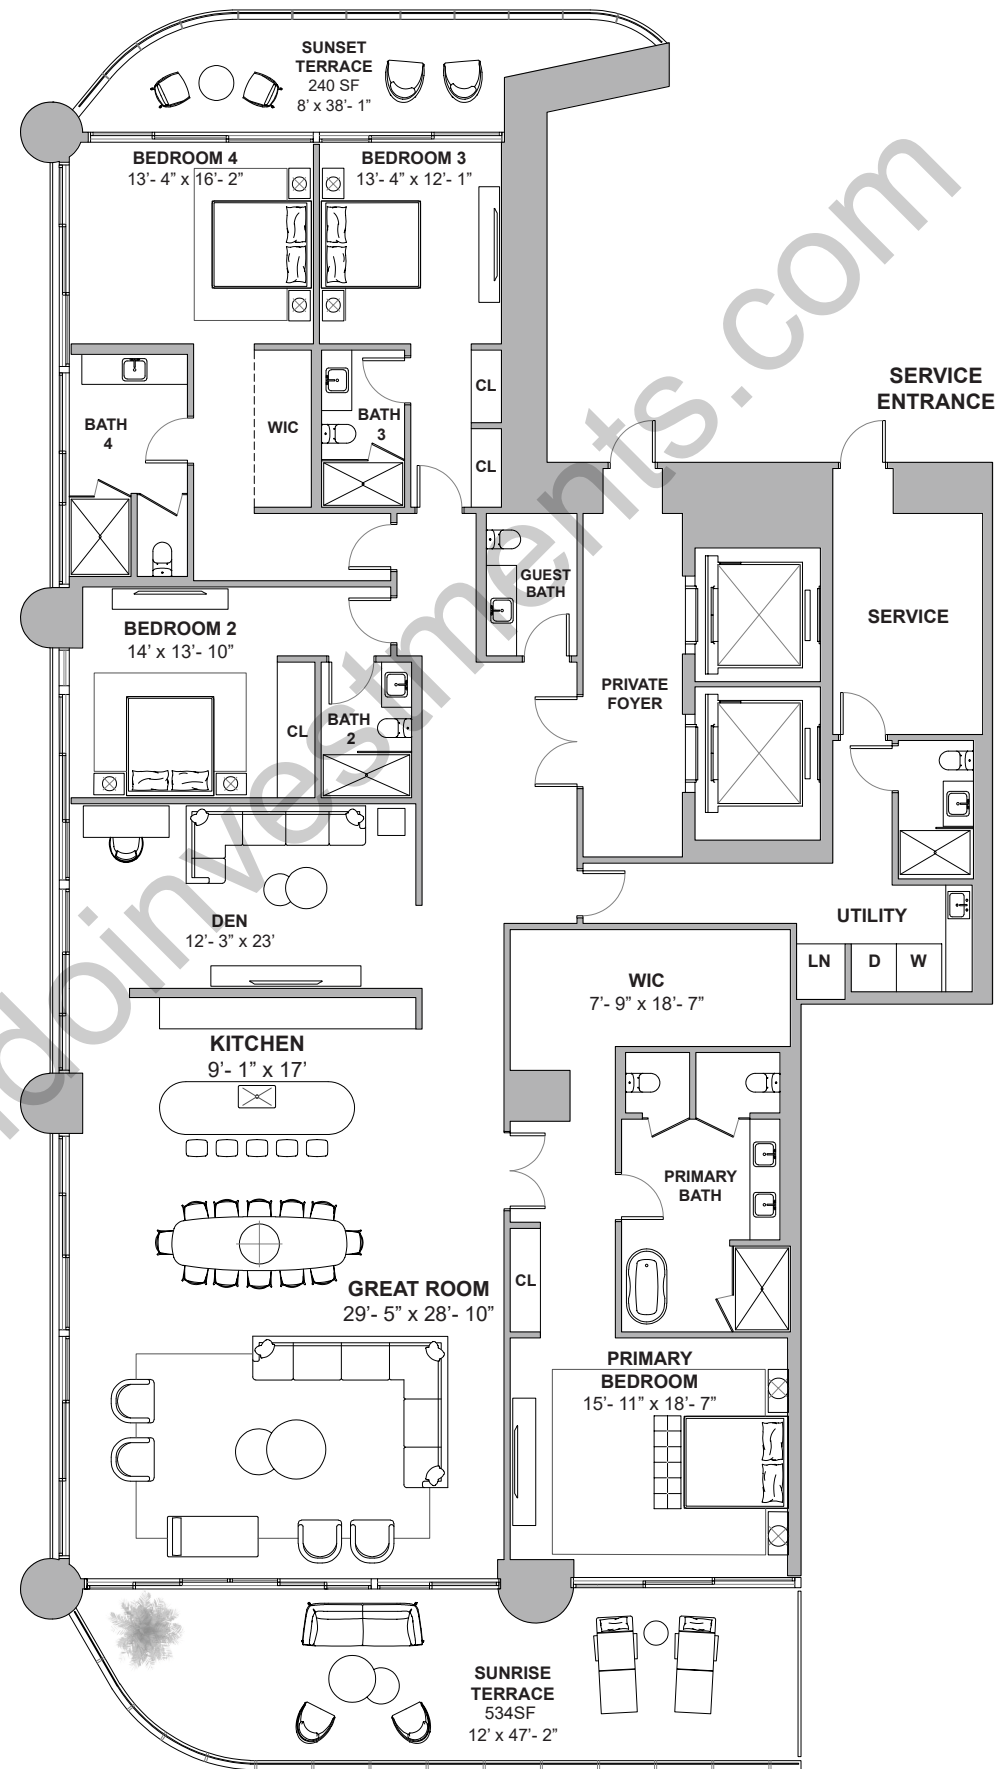 SUNSET
TERRACE
240 SF
8’ x 38’- 1”
BEDROOM 4
13’- 4” x 16’- 2”
BEDROOM 3
13’- 4” x 12’- 1”
SERVICE
ENTRANCE
BATH
4
WIC
BATH
3
CL
CL
GUEST
BATH
SERVICE
BEDROOM 2
14’ x 13’- 10”
PRIVATE
FOYER
CL
BATH
2
DEN
12’- 3” x 23’
UTILITY
LN
D
W
WIC
7’- 9” x 18’- 7”
KITCHEN
9’- 1” x 17’
PRIMARY
BATH
CL
GREAT ROOM
29’- 5” x 28’- 10”
PRIMARY
BEDROOM
15’- 11” x 18’- 7”
SUNRISE
TERRACE
534SF
12’ x 47’- 2”
doinvestments.com